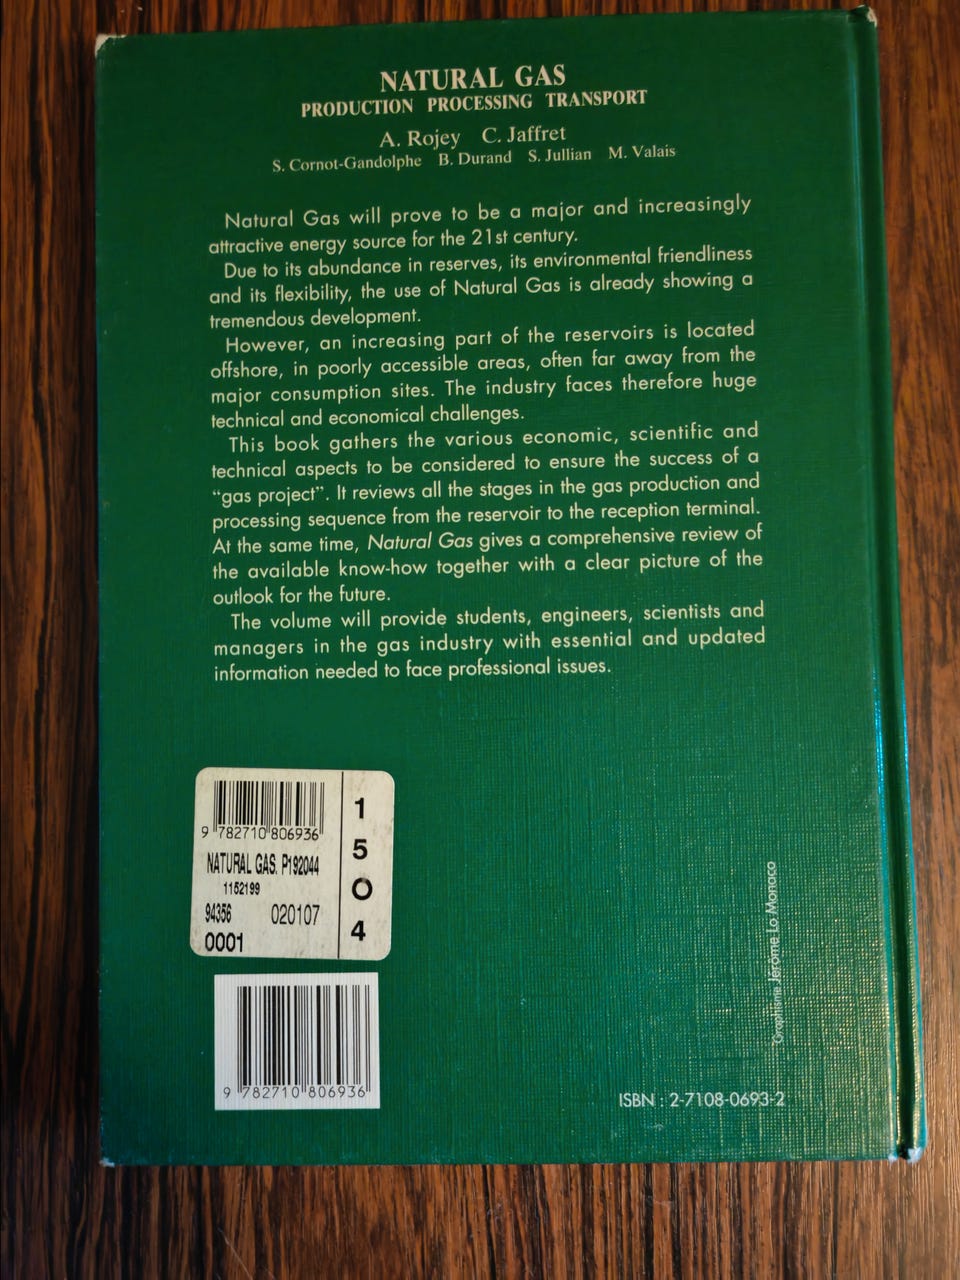 NATURAL GAS
PRODUCTION PROCESSING TRANSPORT
A. Rojey C. Jaffret
S. Cornot-Gandolphe B. Durand S. Jullian M. Valais
Natural Gas will prove to be a major and increasingly
attractive energy source for the 21st century.
Due to its abundance in reserves, its environmental friendliness
and its flexibility, the use of Natural Gas is already showing a
tremendous development.
However, an increasing part of the reservoirs is located
offshore, in poorly accessible areas, often far away from the
major consumption sites. The industry faces therefore huge
technical and economical challenges.
This book gathers the various economic, scientific and
technical aspects to be considered to ensure the success of a
“gas project”. It reviews all the stages in the gas production and
processing sequence from the reservoir to the reception terminal.
At the same time, Natural Gas gives a comprehensive review of
the available know-how together with a clear picture of the
outlook for the future.
The volume will provide students, engineers, scientists and
managers in the gas industry with essential and updated
information needed to face professional issues.
9 782710 806936
NATURAL GAS. P192044
1152199
94356 020107
0001
1504
9 782710 806936
Graphisme Jérôme Lo Monaco
ISBN : 2-7108-0693-2